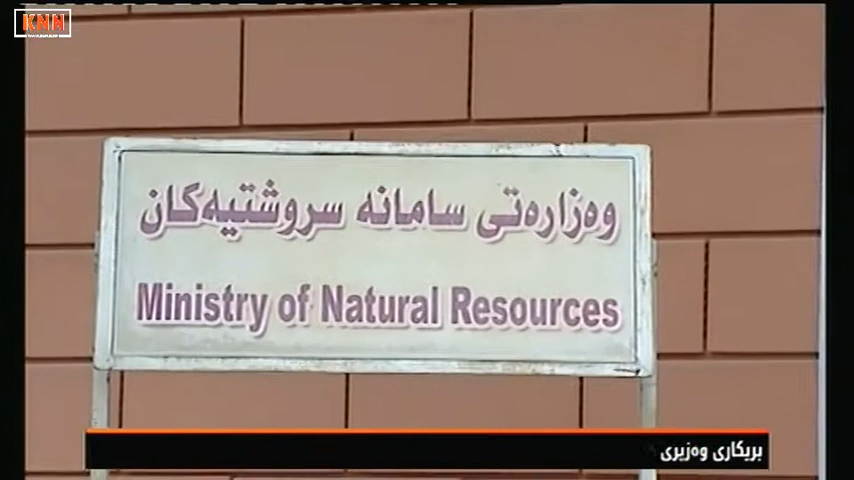 KNN
وەزارەتی سامانە سروشتیەکان
Ministry of Natural Resources
بریکاری وەزیری